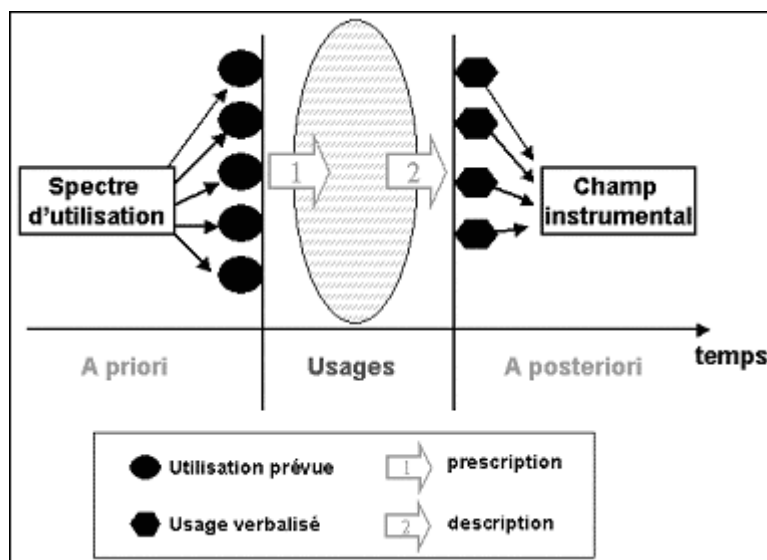 Spectre
d'utilisation
1
2
Champ
instrumental
A priori
Usages
A posteriori
temps
Utilisation prévue
1
prescription
Usage verbalisé
2
description